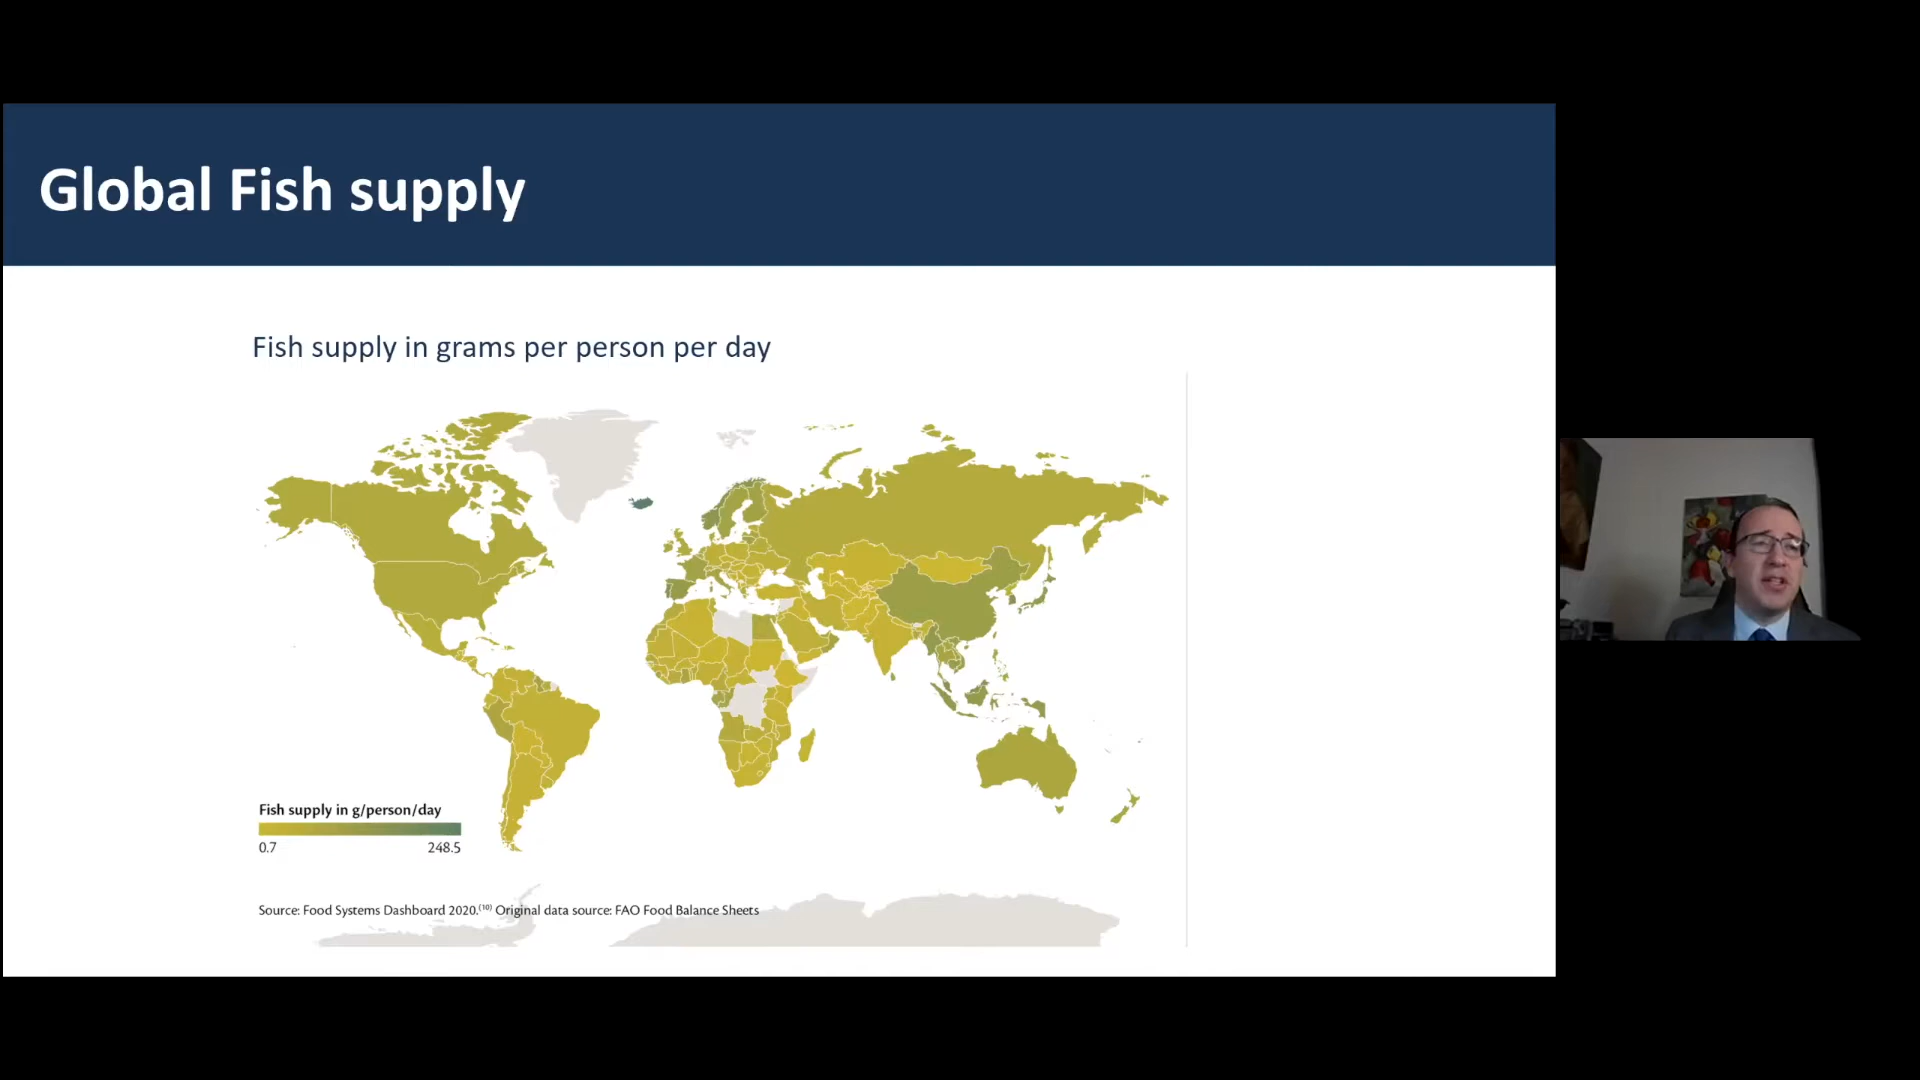 Global Fish supply
Fish supply in grams per person per day
Fish supply in g/person/day
0.7 248.5
Source: Food Systems Dashboard 2020.(10) Original data source: FAO Food Balance Sheets